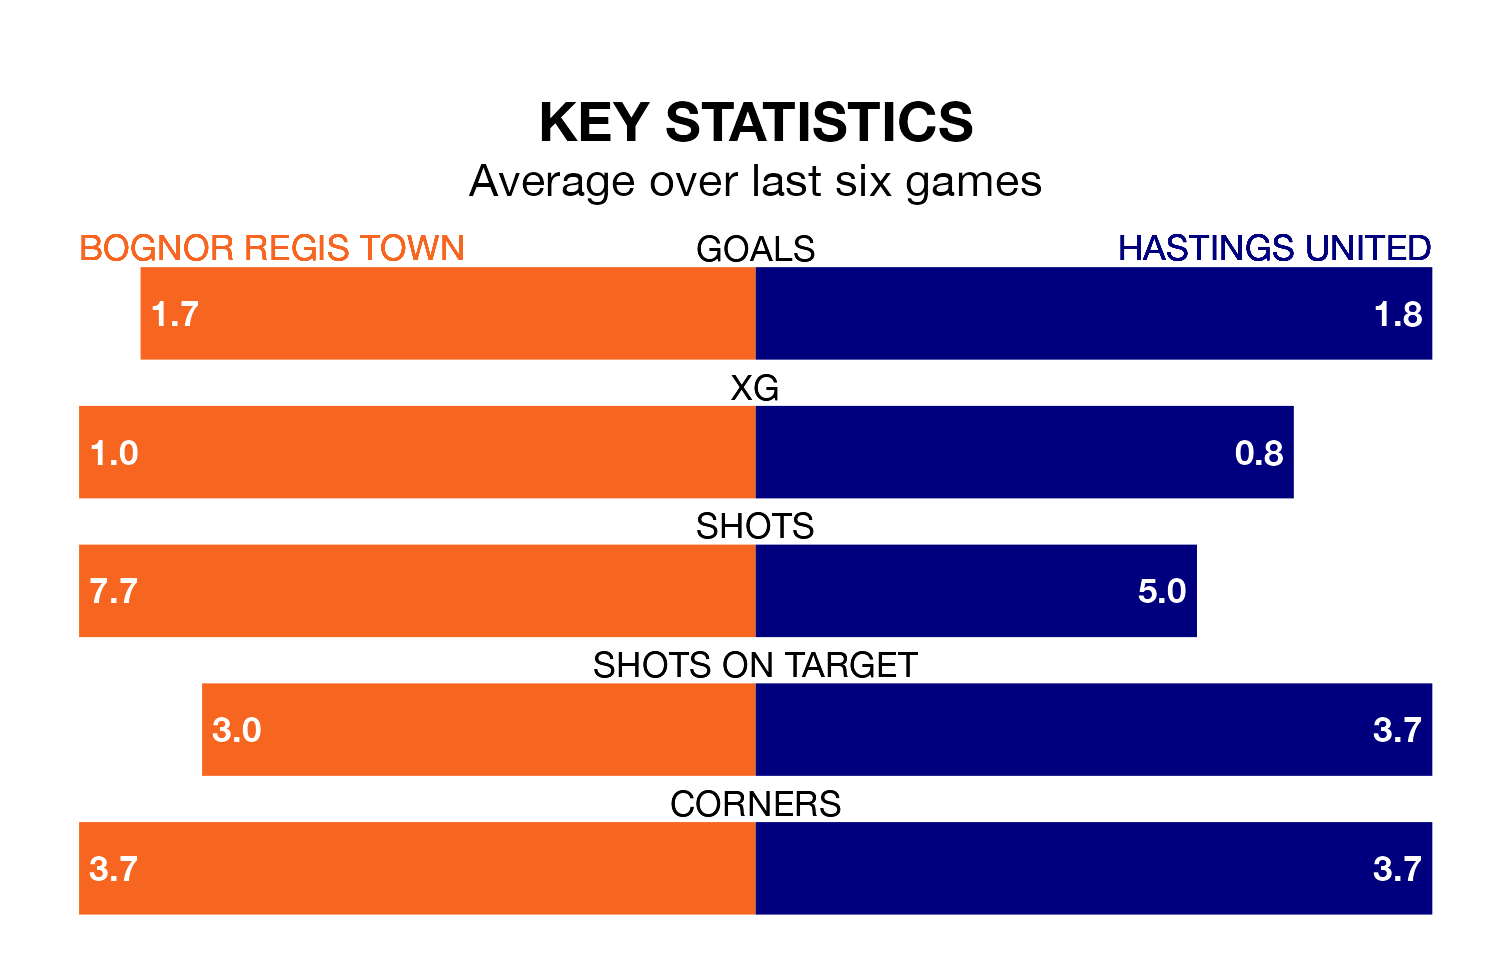 KEY STATISTICS
Average over last six games
BOGNOR REGIS TOWN GOALS HASTINGS UNITED
1.7 1.8
XG
1.0 0.8
SHOTS
7.7 5.0
SHOTS ON TARGET
3.0 3.7
CORNERS
3.7 3.7